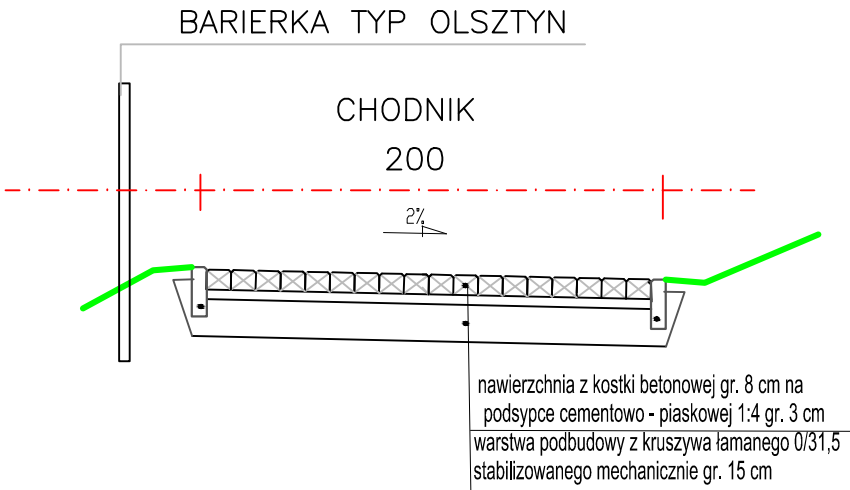 BARIERKA TYP OLSZTYN
CHODNIK
200
2%
nawierzchnia z kostki betonowej gr. 8 cm na
podsypce cementowo - piaskowej 1:4 gr. 3 cm
warstwa podbudowy z kruszywa łamanego 0/31,5
stabilizowanego mechanicznie gr. 15 cm